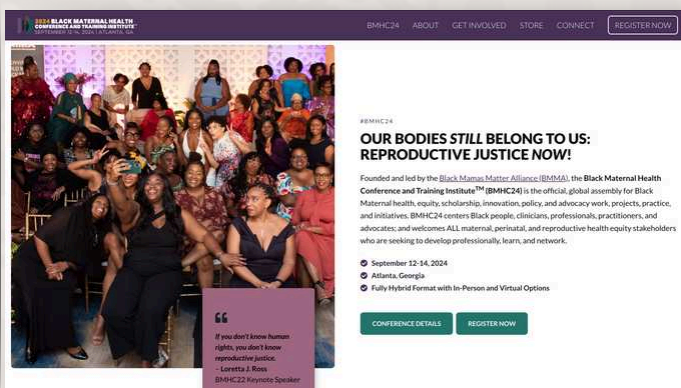 2024 BLACK MATERNAL HEALTH
CONFERENCE AND TRAINING INSTITUTE
SEPTEMBER 12-14, 2024 | ATLANTA, GA
BMHC24 ABOUT GET INVOLVED STORE CONNECT REGISTER NOW
#BMHC24
OUR BODIES STILL BELONG TO US:
REPRODUCTIVE JUSTICE NOW!
Founded and led by the Black Mamas Matter Alliance (BMMA), the Black Maternal Health
Conference and Training Institute™ (BMHC24) is the official, global assembly for Black
Maternal health, equity, scholarship, innovation, policy, and advocacy work, projects, practice,
and initiatives. BMHC24 centers Black people, clinicians, professionals, practitioners, and
advocates; and welcomes ALL maternal, perinatal, and reproductive health equity stakeholders
who are seeking to develop professionally, learn, and network.
September 12-14, 2024
Atlanta, Georgia
Fully Hybrid Format with In-Person and Virtual Options
CONFERENCE DETAILS REGISTER NOW
“
If you don't know human
rights, you don't know
reproductive justice.
– Loretta J. Ross
BMHC22 Keynote Speaker